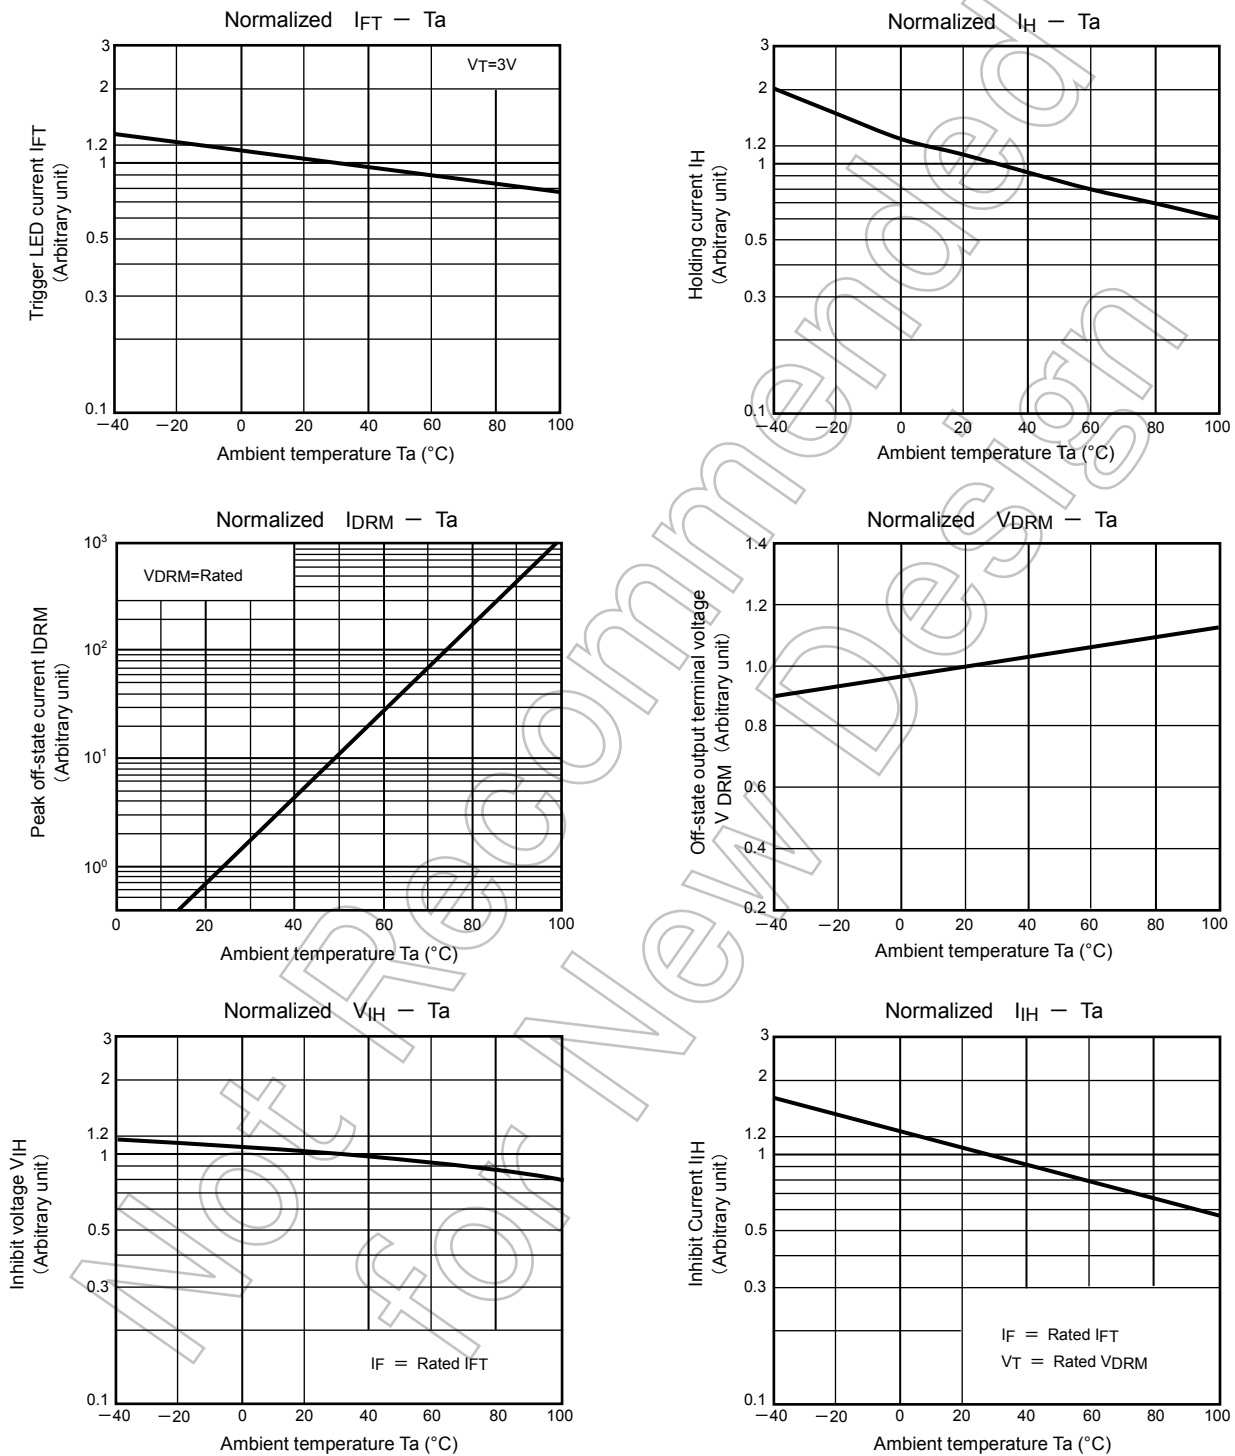 Normalized IFT － Ta
Trigger LED current IFT
（Arbitrary unit）
3
2
1.2
1
0.5
0.3
0.1
VT=3V
－40 －20 0 20 40 60 80 100
Ambient temperature Ta (°C)
Normalized IH － Ta
Holding current IH
（Arbitrary unit）
3
2
1.2
1
0.5
0.3
0.1
－40 －20 0 20 40 60 80 100
Ambient temperature Ta (°C)
Normalized IDRM － Ta
Peak off-state current IDRM
（Arbitrary unit）
10³
10²
10¹
10⁰
VDRM=Rated
0 20 40 60 80 100
Ambient temperature Ta (°C)
Normalized VDRM － Ta
Off-state output terminal voltage
V DRM （Arbitrary unit）
1.4
1.2
1.0
0.8
0.6
0.4
0.2
－40 －20 0 20 40 60 80 100
Ambient temperature Ta (°C)
Normalized VIH － Ta
Inhibit voltage VIH
（Arbitrary unit）
3
2
1.2
1
0.5
0.3
0.1
IF = Rated IFT
－40 －20 0 20 40 60 80 100
Ambient temperature Ta (°C)
Normalized IIH － Ta
Inhibit Current IIH
（Arbitrary unit）
3
2
1.2
1
0.5
0.3
0.1
IF = Rated IFT
VT = Rated VDRM
－40 －20 0 20 40 60 80 100
Ambient temperature Ta (°C)
Not Recommended
for New Design